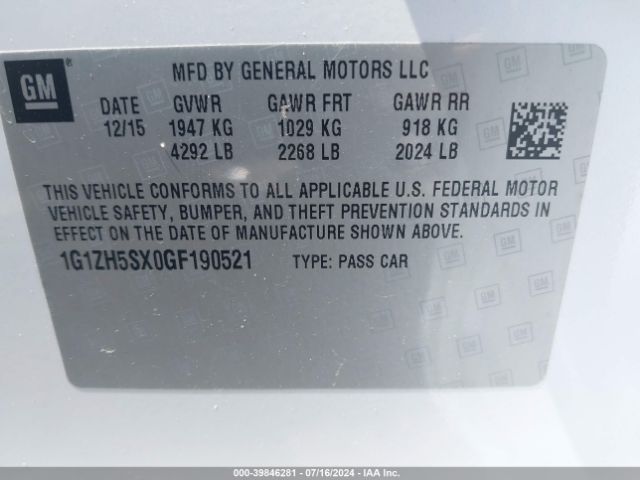 GM ®
MFD BY GENERAL MOTORS LLC
DATE GVWR GAWR FRT GAWR RR
12/15 1947 KG 1029 KG 918 KG
4292 LB 2268 LB 2024 LB
THIS VEHICLE CONFORMS TO ALL APPLICABLE U.S. FEDERAL MOTOR
VEHICLE SAFETY, BUMPER, AND THEFT PREVENTION STANDARDS IN
EFFECT ON THE DATE OF MANUFACTURE SHOWN ABOVE.
1G1ZH5SX0GF190521 TYPE: PASS CAR
000-39846281 - 07/16/2024 - IAA Inc.